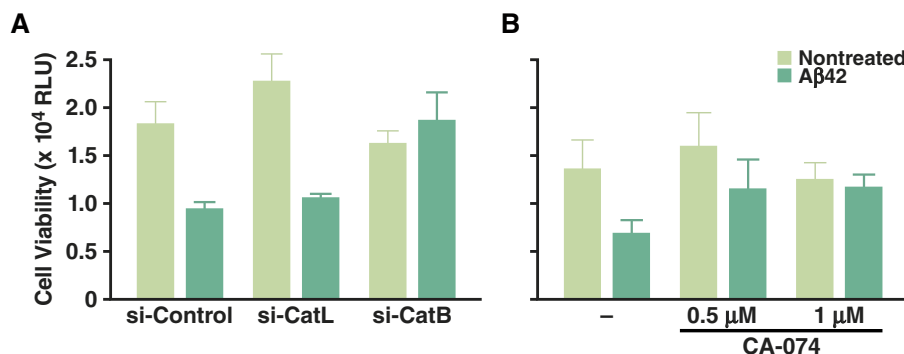 A
B
Cell Viability (x 10⁴ RLU)
2.5
2.0
1.5
1.0
0.5
0
si-Control si-CatL si-CatB
Nontreated
Aβ42
– 0.5 μM 1 μM
CA-074